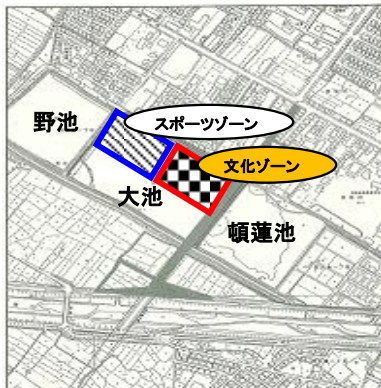 野池
スポーツゾーン
文化ゾーン
大池
頓蓮池